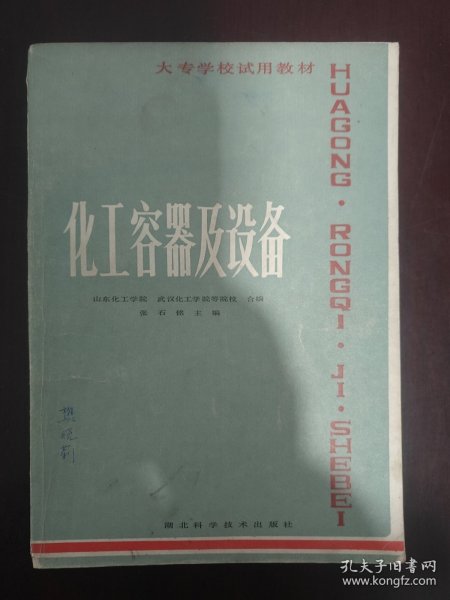 大专学校试用教材
HUAGONG·RONGQI·JI·SHEBEI
化工容器及设备
山东化工学院 武汉化工学院等院校 合编
张石铭主编
湖北科学技术出版社
孔夫子旧书网
www.kongfz.com